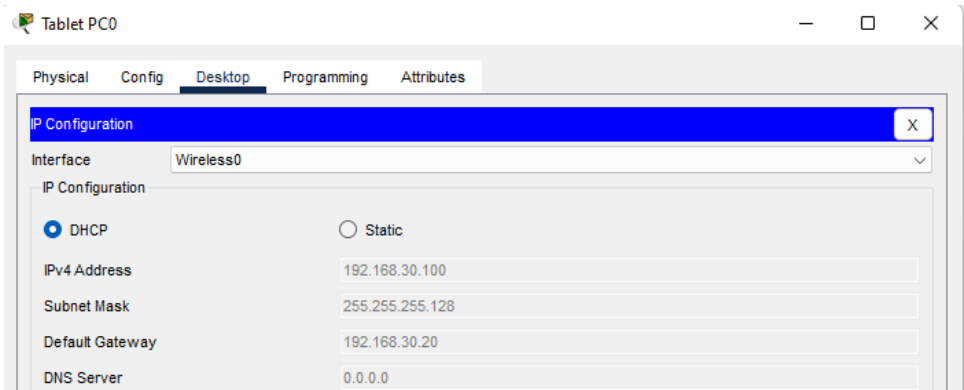 Tablet PC0
Physical Config Desktop Programming Attributes
IP Configuration X
Interface Wireless0
IP Configuration
DHCP Static
IPv4 Address 192.168.30.100
Subnet Mask 255.255.255.128
Default Gateway 192.168.30.20
DNS Server 0.0.0.0